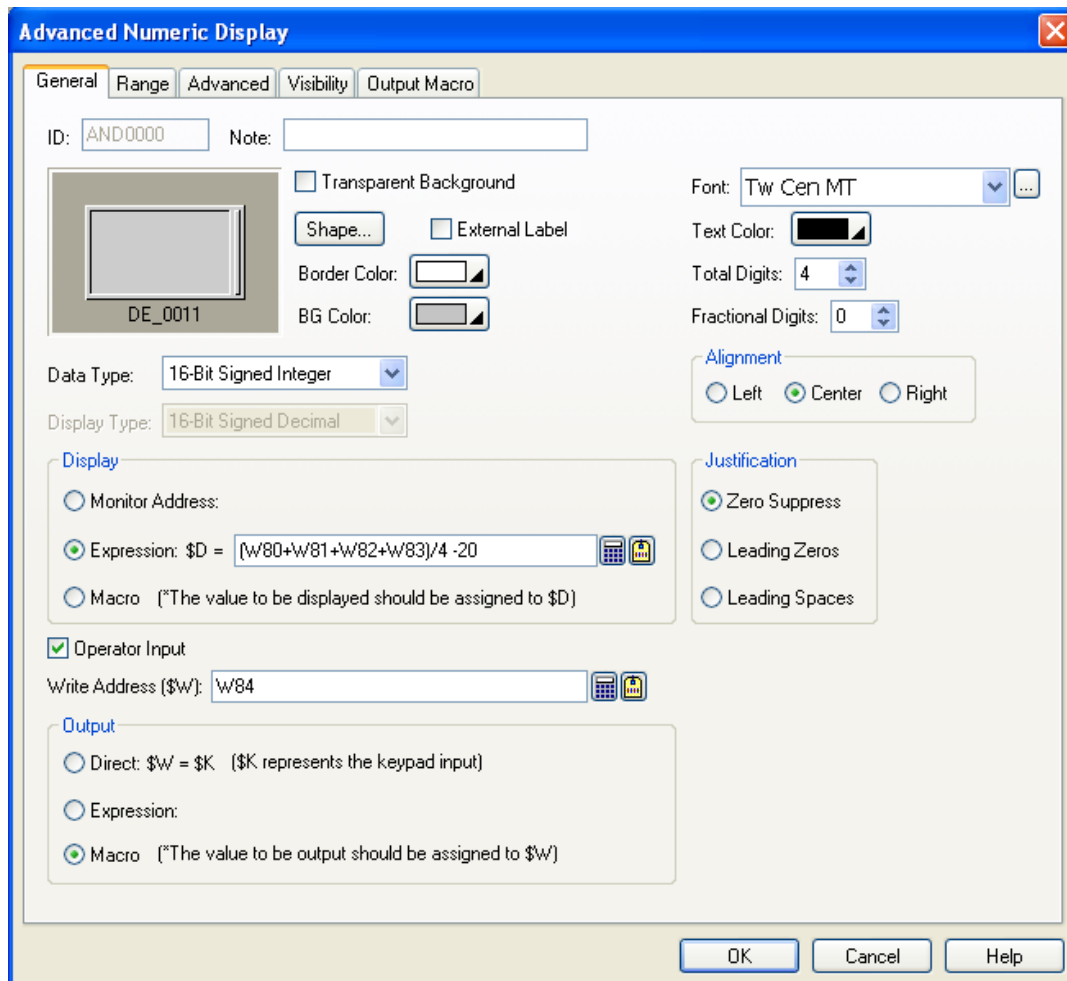 Advanced Numeric Display
General Range Advanced Visibility Output Macro
ID: AND0000 Note:
Transparent Background
Font: Tw Cen MT ...
Shape... External Label
Text Color:
Border Color:
Total Digits: 4
DE_0011
BG Color:
Fractional Digits: 0
Data Type: 16-Bit Signed Integer
Alignment
Left Center Right
Display Type: 16-Bit Signed Decimal
Display
Justification
Monitor Address:
Zero Suppress
Expression: $D = (W80+W81+W82+W83)/4 -20
Leading Zeros
Macro (*The value to be displayed should be assigned to $D)
Leading Spaces
Operator Input
Write Address ($W): W84
Output
Direct: $W = $K ($K represents the keypad input)
Expression:
Macro (*The value to be output should be assigned to $W)
OK Cancel Help